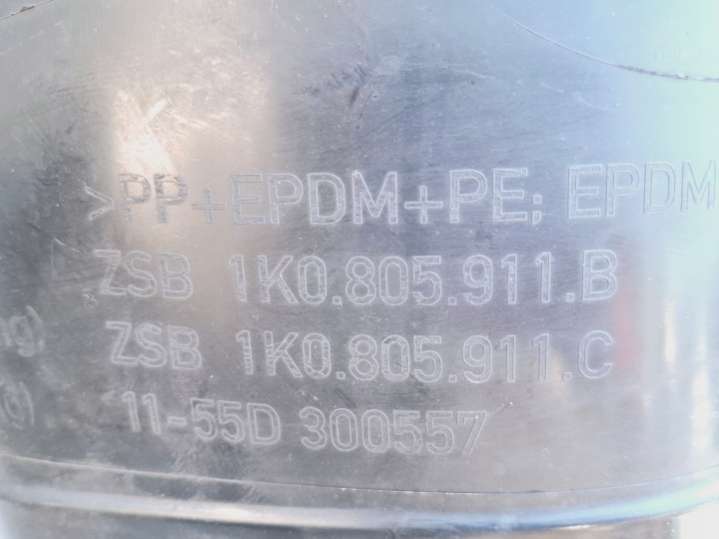 >PP+EPDM+PE; EPDM
ZSB 1K0.805.911.B
ZSB 1K0.805.911.C
11-55D 300557